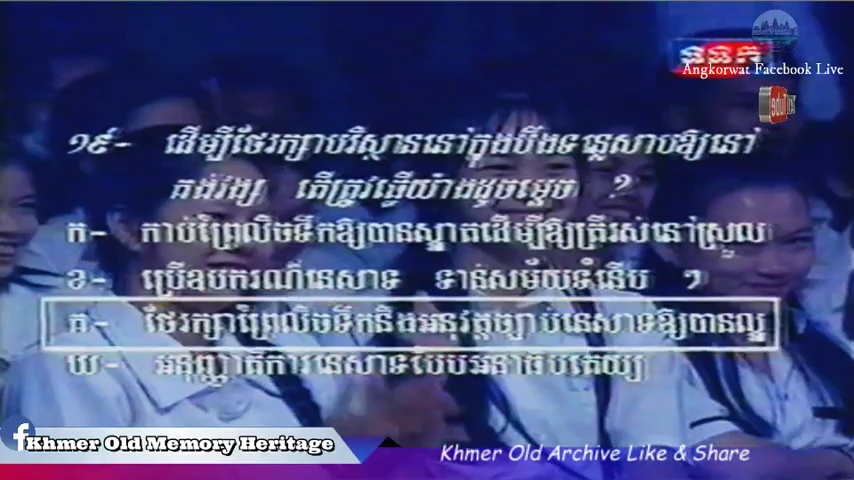 ទទក
Angkorwat Facebook Live
១៩- ដើម្បីថែរក្សាបរិស្ថាននៅក្នុងបឹងទន្លេសាបឱ្យនៅ
គង់វង្ស តើត្រូវធ្វើយ៉ាងដូចម្ដេច ?
ក- កាប់ព្រៃលិចទឹកឱ្យបានស្អាតដើម្បីឱ្យត្រីរស់នៅស្រួល
ខ- ប្រើឧបករណ៍នេសាទ ទាន់សម័យទំនើប ។
គ- ថែរក្សាព្រៃលិចទឹកនិងអនុវត្តច្បាប់នេសាទឱ្យបានល្អ
ឃ- អនុញ្ញាតិការនេសាទបែបអនាធិបតេយ្យ
Khmer Old Memory Heritage
Khmer Old Archive Like & Share